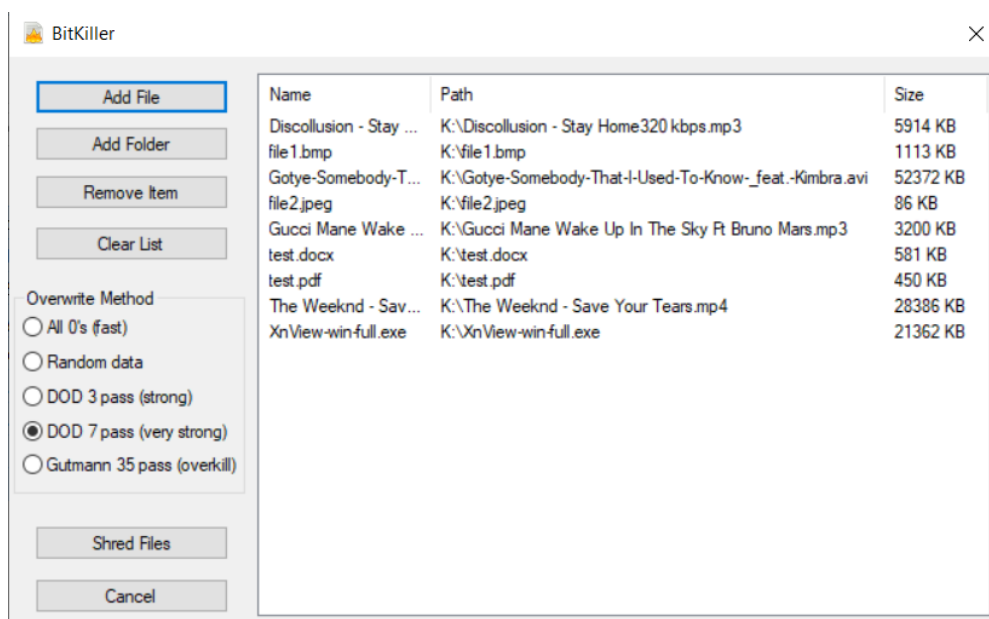 BitKiller
Add File
Add Folder
Remove Item
Clear List
Overwrite Method
All 0's (fast)
Random data
DOD 3 pass (strong)
DOD 7 pass (very strong)
Gutmann 35 pass (overkill)
Shred Files
Cancel
Name Path Size
Discollusion - Stay ... K:\Discollusion - Stay Home320 kbps.mp3 5914 KB
file1.bmp K:\file1.bmp 1113 KB
Gotye-Somebody-T... K:\Gotye-Somebody-That-I-Used-To-Know-_feat.-Kimbra.avi 52372 KB
file2.jpeg K:\file2.jpeg 86 KB
Gucci Mane Wake ... K:\Gucci Mane Wake Up In The Sky Ft Bruno Mars.mp3 3200 KB
test.docx K:\test.docx 581 KB
test.pdf K:\test.pdf 450 KB
The Weeknd - Sav... K:\The Weeknd - Save Your Tears.mp4 28386 KB
XnView-win-full.exe K:\XnView-win-full.exe 21362 KB